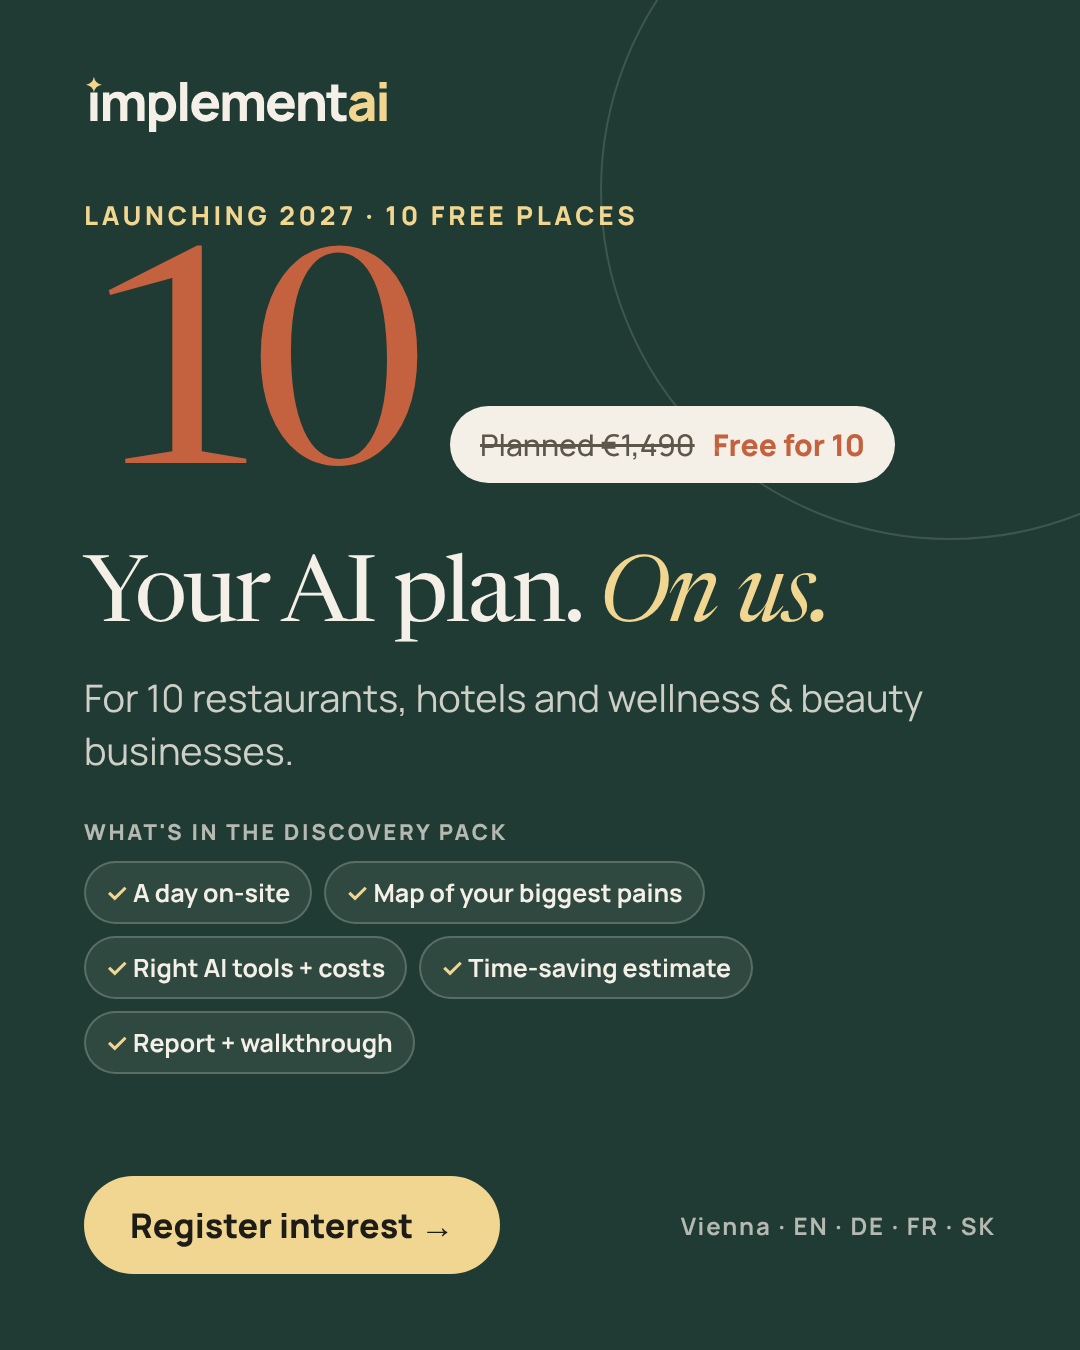 implementai
LAUNCHING 2027 · 10 FREE PLACES
10
Planned €1,490 Free for 10
Your AI plan. On us.
For 10 restaurants, hotels and wellness & beauty
businesses.
WHAT'S IN THE DISCOVERY PACK
✓ A day on-site ✓ Map of your biggest pains
✓ Right AI tools + costs ✓ Time-saving estimate
✓ Report + walkthrough
Register interest → Vienna · EN · DE · FR · SK